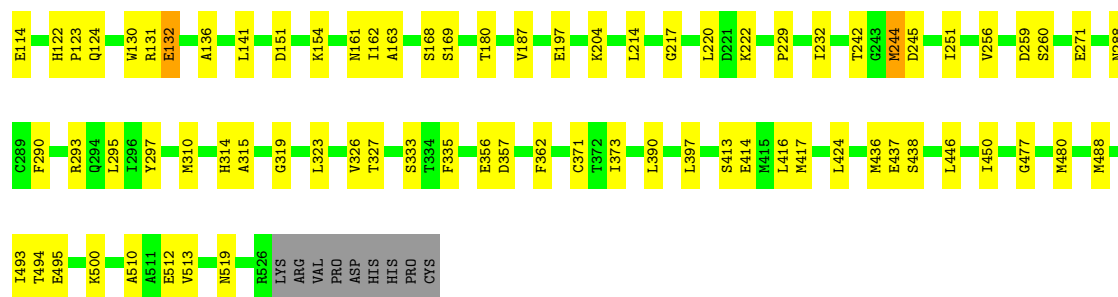 E114 H122 P123 Q124 W130 R131 E132 A136 L141 D151 K154 N161 I162 A163 S168 S169 T180 V187 E197 K204 L214 G217 L220 D221 K222 P229 I232 T242 G243 M244 D245 I251 V256 D259 S260 E271 N288
C289 F290 R293 Q294 L295 I296 Y297 M310 H314 A315 G319 L323 V326 T327 S333 T334 F335 E356 D357 F362 C371 T372 I373 L390 L397 S413 E414 M415 L416 M417 L424 M436 E437 S438 L446 I450 G477 M480 M488
I493 T494 E495 K500 A510 A511 E512 V513 N519 R526 LYS ARG VAL PRO ASP HIS HIS PRO CYS